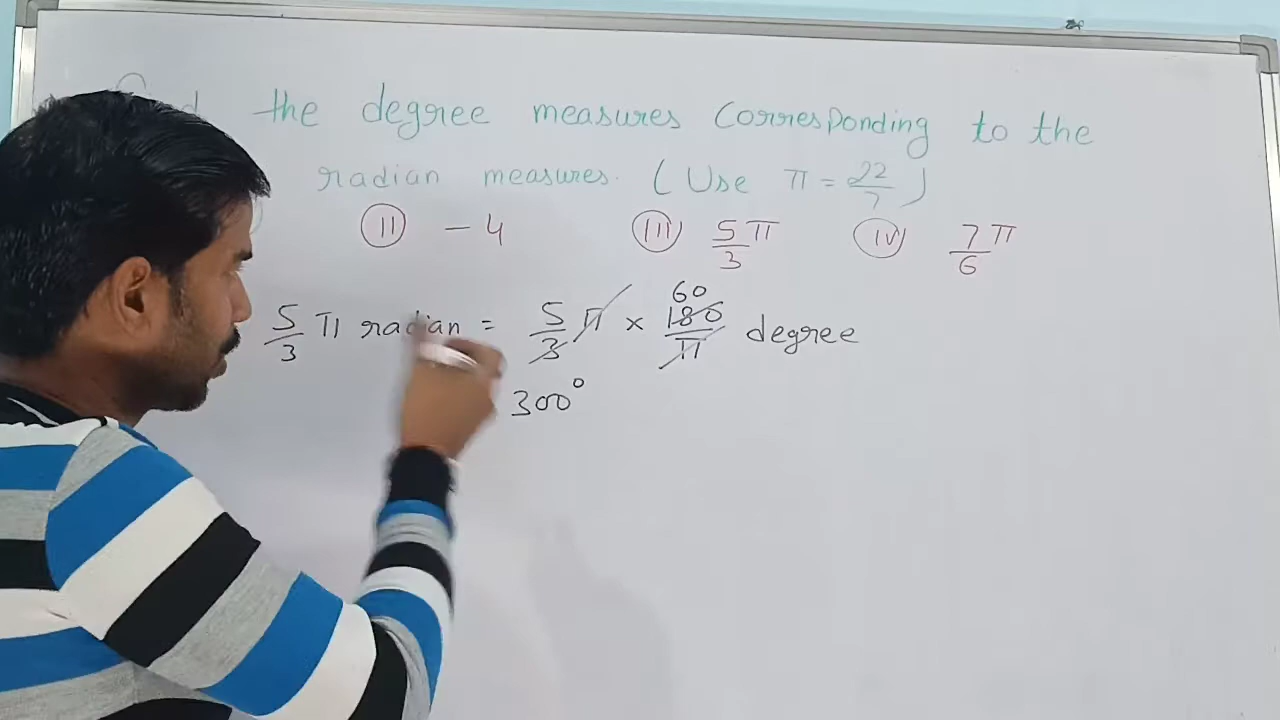 the degree measures corresponding to the
radian measures. (Use π = 22/7)
(II) - 4 (III) 5/3 π (IV) 7π/6
5/3 π radian = 5/3 π × 180/π degree
60
300°